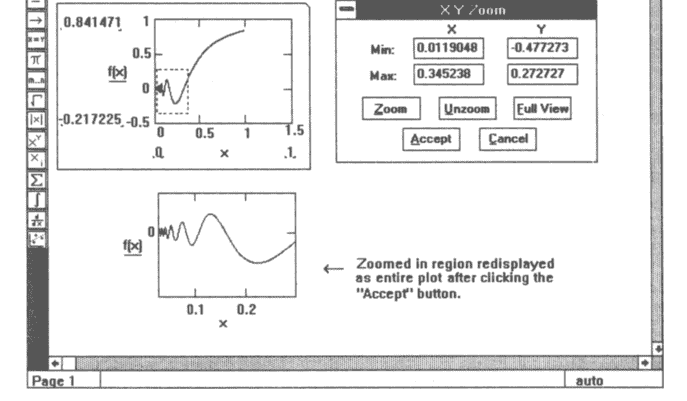 X Y Zoom
X Y
Min: 0.0119048 -0.477273
Max: 0.345238 0.272727
Zoom Unzoom Full View
Accept Cancel
0.841471 1
0.5
f(x)
0
-0.217225 -0.5
0 0.5 1 1.5
.0. x .1.
x=Y
π
m..n
√
|x|
xY
Xi
Σ
∫
d/dx
0
f(x)
0.1 0.2
x
← Zoomed in region redisplayed
as entire plot after clicking the
"Accept" button.
Page 1 auto